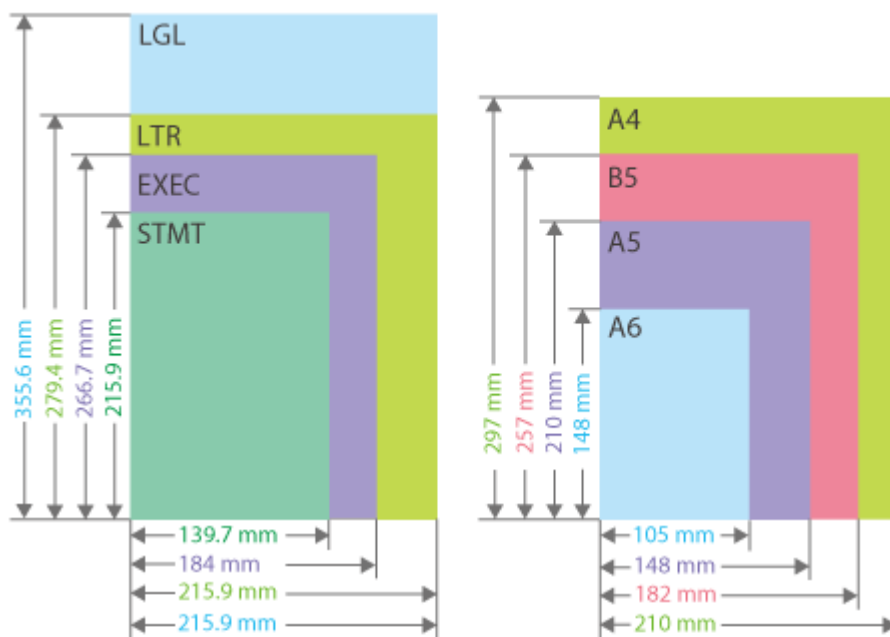 LGL
LTR
EXEC
STMT
355.6 mm
279.4 mm
266.7 mm
215.9 mm
139.7 mm
184 mm
215.9 mm
215.9 mm
A4
B5
A5
A6
297 mm
257 mm
210 mm
148 mm
105 mm
148 mm
182 mm
210 mm